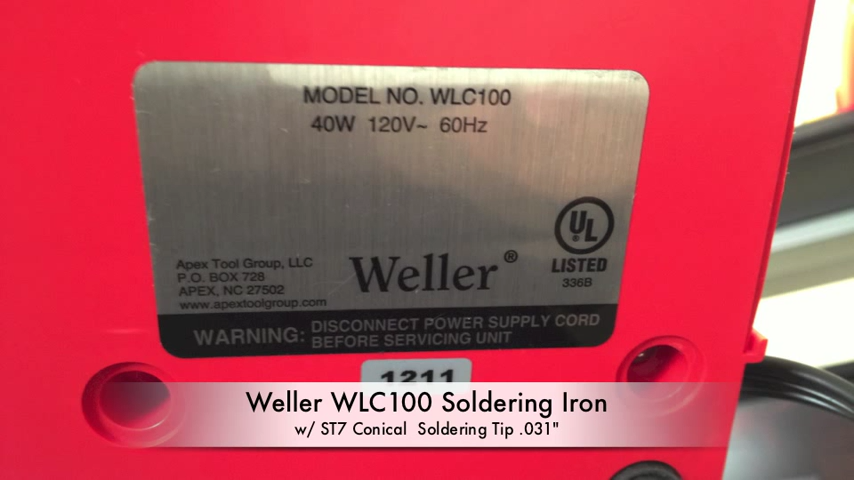 MODEL NO. WLC100
40W 120V~ 60Hz
UL
LISTED
336B
Apex Tool Group, LLC
P.O. BOX 728
APEX, NC 27502
www.apextoolgroup.com
Weller®
WARNING: DISCONNECT POWER SUPPLY CORD
BEFORE SERVICING UNIT
1211
Weller WLC100 Soldering Iron
w/ ST7 Conical Soldering Tip .031"